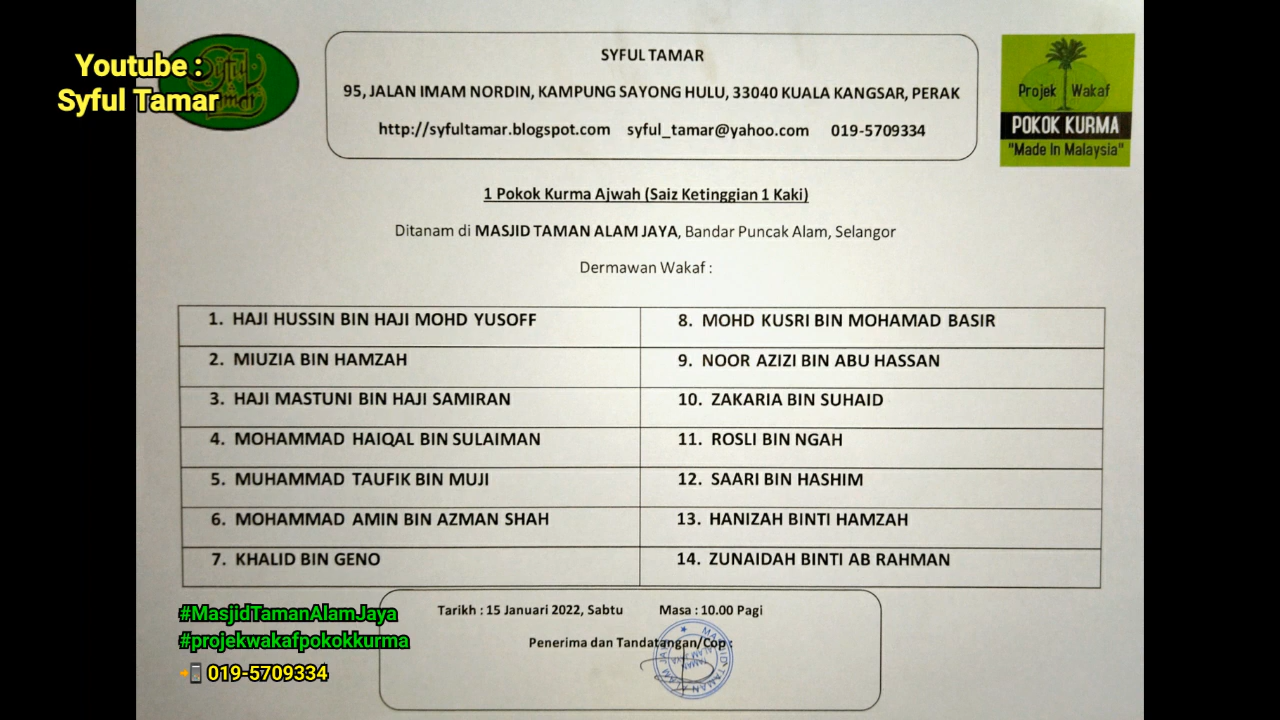 Youtube :
Syful Tamar
SYFUL TAMAR
95, JALAN IMAM NORDIN, KAMPUNG SAYONG HULU, 33040 KUALA KANGSAR, PERAK
http://syfultamar.blogspot.com syful_tamar@yahoo.com 019-5709334
Projek Wakaf
POKOK KURMA
"Made In Malaysia"
1 Pokok Kurma Ajwah (Saiz Ketinggian 1 Kaki)
Ditanam di MASJID TAMAN ALAM JAYA, Bandar Puncak Alam, Selangor
Dermawan Wakaf :
1. HAJI HUSSIN BIN HAJI MOHD YUSOFF
2. MIUZIA BIN HAMZAH
3. HAJI MASTUNI BIN HAJI SAMIRAN
4. MOHAMMAD HAIQAL BIN SULAIMAN
5. MUHAMMAD TAUFIK BIN MUJI
6. MOHAMMAD AMIN BIN AZMAN SHAH
7. KHALID BIN GENO
8. MOHD KUSRI BIN MOHAMAD BASIR
9. NOOR AZIZI BIN ABU HASSAN
10. ZAKARIA BIN SUHAID
11. ROSLI BIN NGAH
12. SAARI BIN HASHIM
13. HANIZAH BINTI HAMZAH
14. ZUNAIDAH BINTI AB RAHMAN
Tarikh : 15 Januari 2022, Sabtu Masa : 10.00 Pagi
Penerima dan Tandatangan/Cop :
MASJID TAMAN ALAM JAYA
TAMAN
ALAM JAYA
#MasjidTamanAlamJaya
#projekwakafpokokkurma
019-5709334